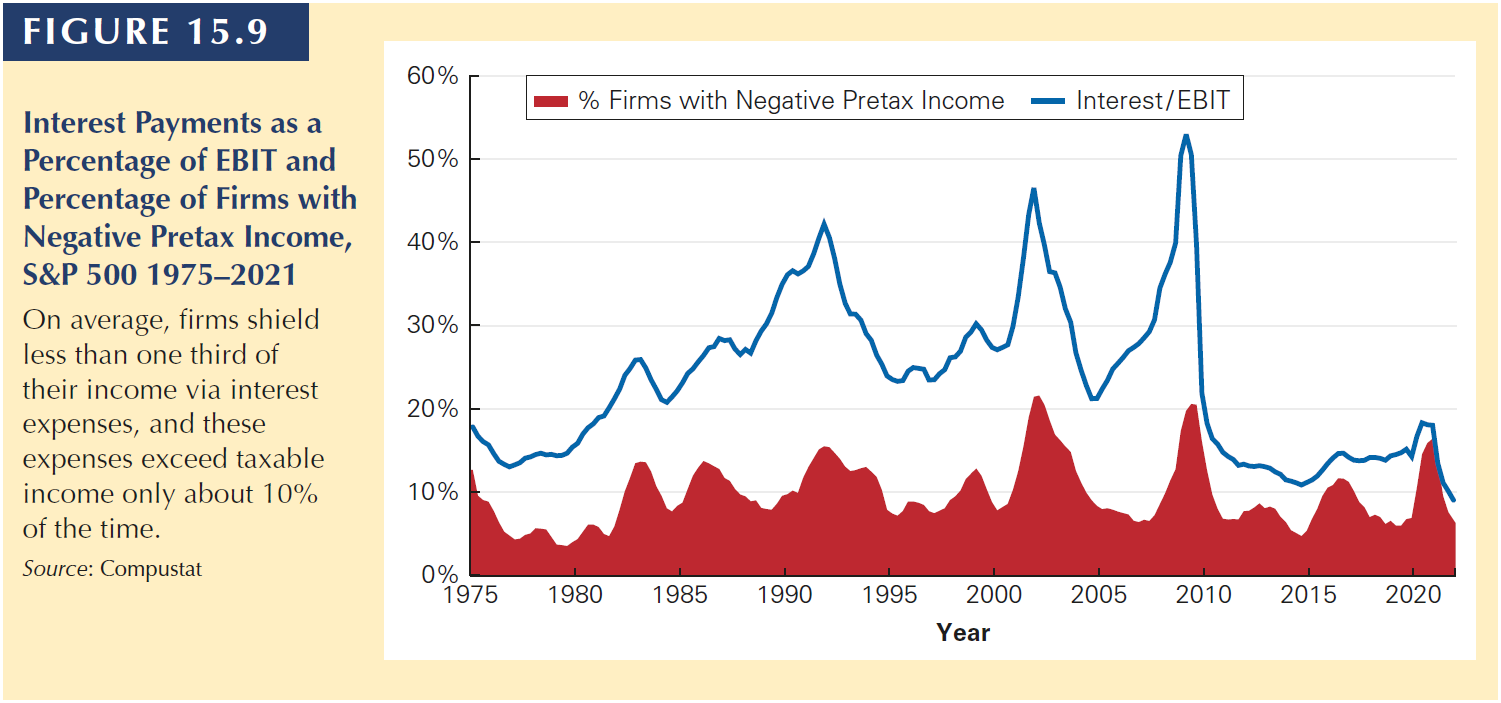 FIGURE 15.9
Interest Payments as a
Percentage of EBIT and
Percentage of Firms with
Negative Pretax Income,
S&P 500 1975–2021
On average, firms shield
less than one third of
their income via interest
expenses, and these
expenses exceed taxable
income only about 10%
of the time.
Source: Compustat
% Firms with Negative Pretax Income
Interest/EBIT
60%
50%
40%
30%
20%
10%
0%
1975 1980 1985 1990 1995 2000 2005 2010 2015 2020
Year